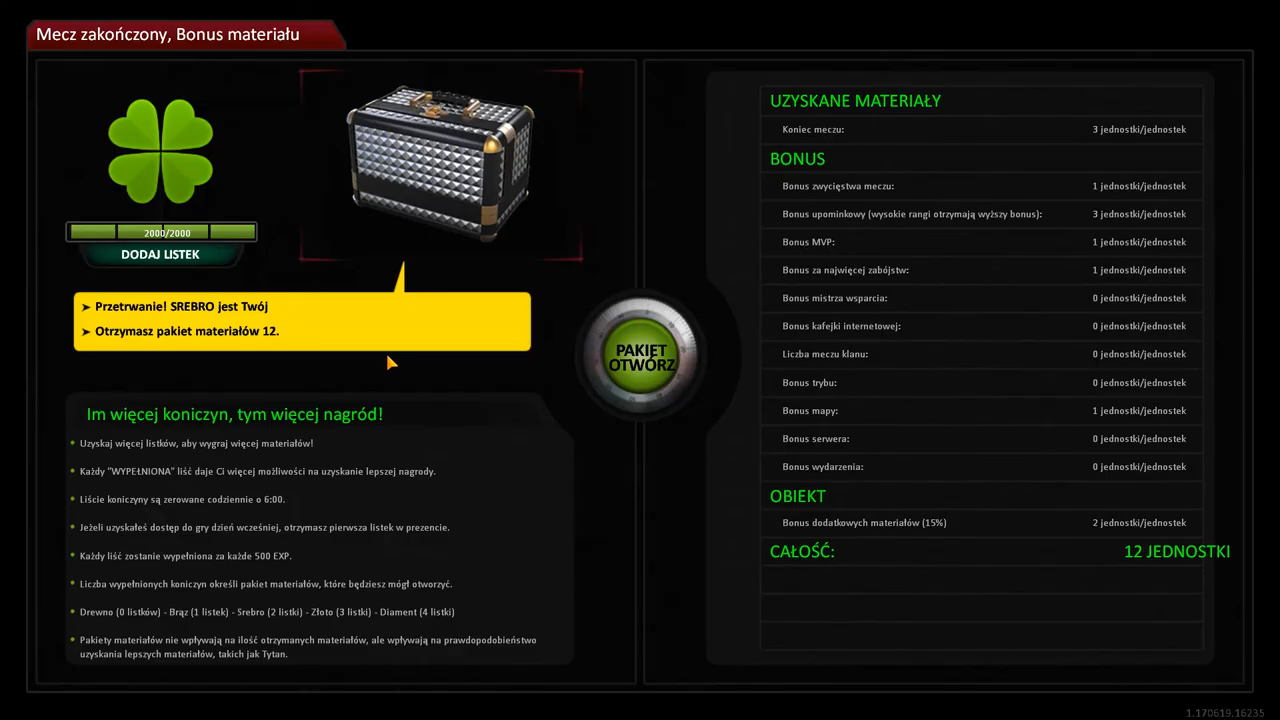 Mecz zakończony, Bonus materiału
2000/2000
DODAJ LISTEK
➤ Przetrwanie! SREBRO jest Twój
➤ Otrzymasz pakiet materiałów 12.
Im więcej koniczyn, tym więcej nagród!
• Uzyskaj więcej listków, aby wygraj więcej materiałów!
• Każdy "WYPEŁNIONA" liść daje Ci więcej możliwości na uzyskanie lepszej nagrody.
• Liście koniczyny są zerowane codziennie o 6:00.
• Jeżeli uzyskałeś dostęp do gry dzień wcześniej, otrzymasz pierwsza listek w prezencie.
• Każdy liść zostanie wypełniona za każde 500 EXP.
• Liczba wypełnionych koniczyn określi pakiet materiałów, które będziesz mógł otworzyć.
• Drewno (0 listków) - Brąz (1 listek) - Srebro (2 listki) - Złoto (3 listki) - Diament (4 listki)
• Pakiety materiałów nie wpływają na ilość otrzymanych materiałów, ale wpływają na prawdopodobieństwo
uzyskania lepszych materiałów, takich jak Tytan.
PAKIET
OTWÓRZ
UZYSKANE MATERIAŁY
Koniec meczu: 3 jednostki/jednostek
BONUS
Bonus zwycięstwa meczu: 1 jednostki/jednostek
Bonus upominkowy (wysokie rangi otrzymają wyższy bonus): 3 jednostki/jednostek
Bonus MVP: 1 jednostki/jednostek
Bonus za najwięcej zabójstw: 1 jednostki/jednostek
Bonus mistrza wsparcia: 0 jednostki/jednostek
Bonus kafejki internetowej: 0 jednostki/jednostek
Liczba meczu klanu: 0 jednostki/jednostek
Bonus trybu: 0 jednostki/jednostek
Bonus mapy: 1 jednostki/jednostek
Bonus serwera: 0 jednostki/jednostek
Bonus wydarzenia: 0 jednostki/jednostek
OBIEKT
Bonus dodatkowych materiałów (15%) 2 jednostki/jednostek
CAŁOŚĆ: 12 JEDNOSTKI
1.170619.16235